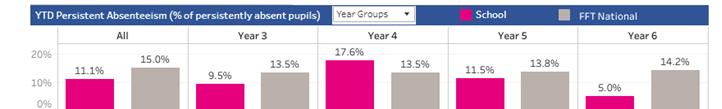 YTD Persistent Absenteeism (% of persistently absent pupils) Year Groups School FFT National
All Year 3 Year 4 Year 5 Year 6
20% 11.1% 15.0% 9.5% 13.5% 17.6% 13.5% 11.5% 13.8% 5.0% 14.2%
10%
0%